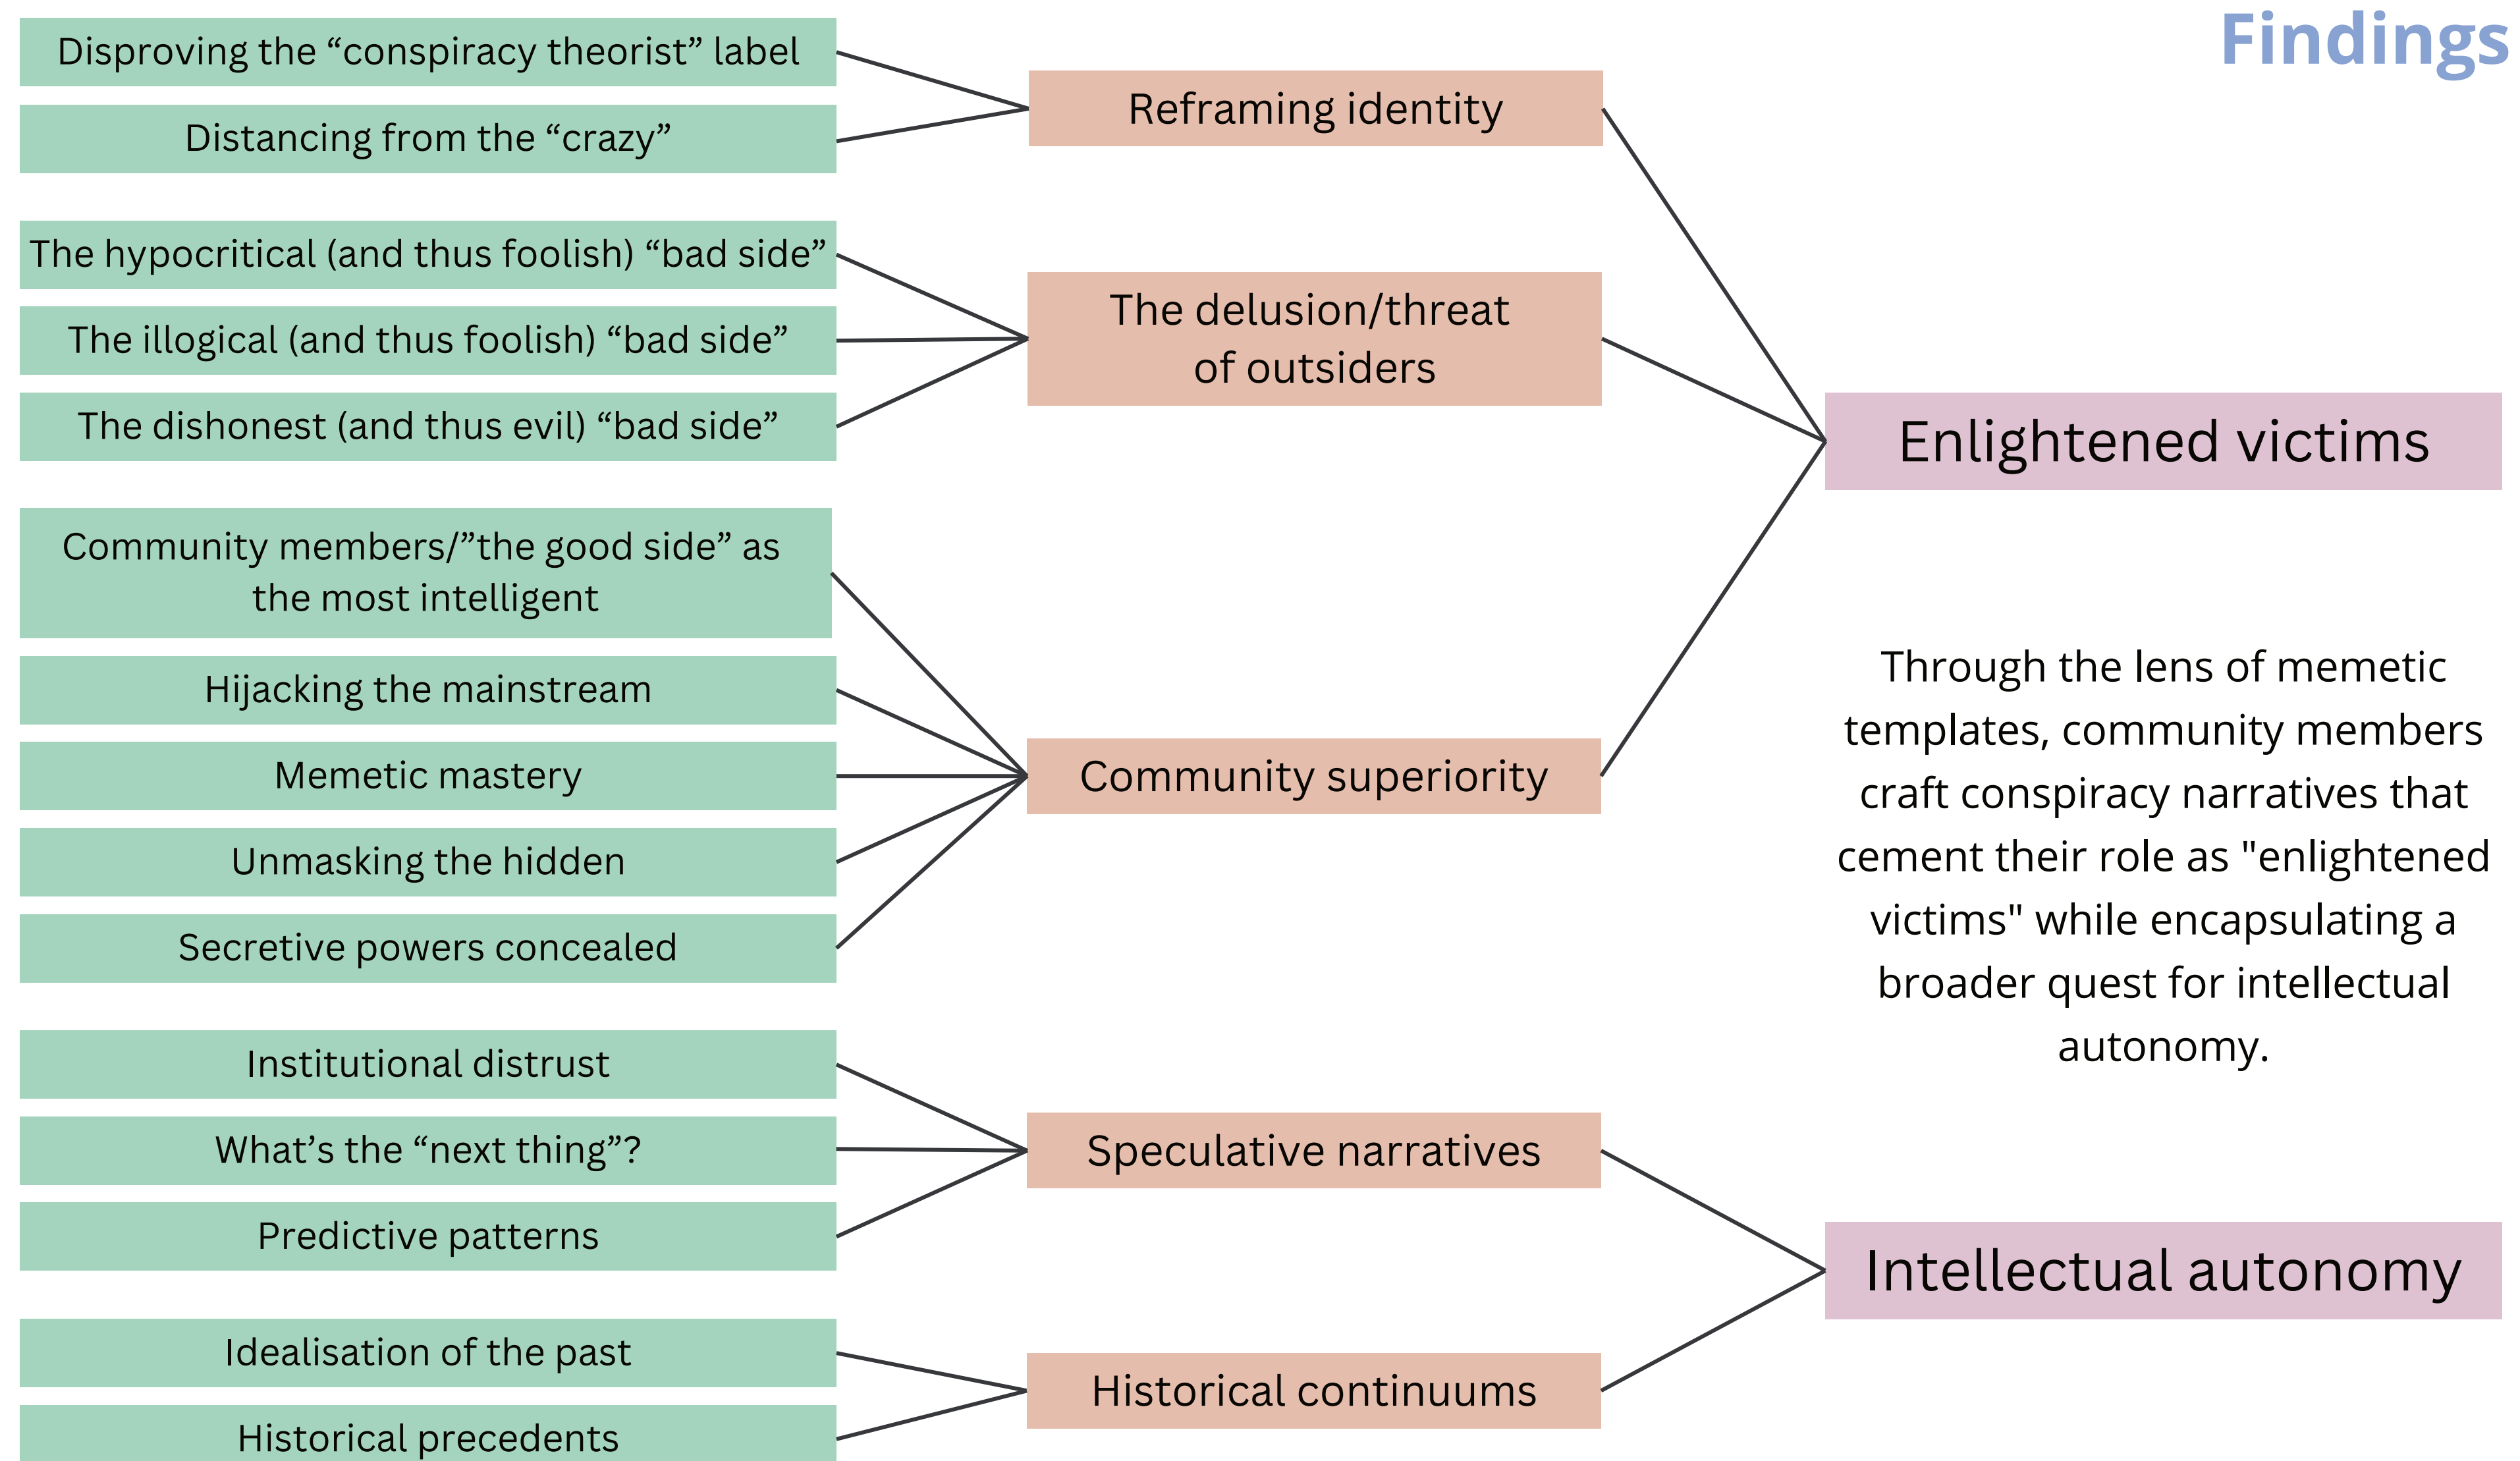 Findings
Disproving the “conspiracy theorist” label
Distancing from the “crazy”
The hypocritical (and thus foolish) “bad side”
The illogical (and thus foolish) “bad side”
The dishonest (and thus evil) “bad side”
Community members/”the good side” as
the most intelligent
Hijacking the mainstream
Memetic mastery
Unmasking the hidden
Secretive powers concealed
Institutional distrust
What’s the “next thing”?
Predictive patterns
Idealisation of the past
Historical precedents
Reframing identity
The delusion/threat
of outsiders
Community superiority
Speculative narratives
Historical continuums
Enlightened victims
Through the lens of memetic
templates, community members
craft conspiracy narratives that
cement their role as "enlightened
victims" while encapsulating a
broader quest for intellectual
autonomy.
Intellectual autonomy